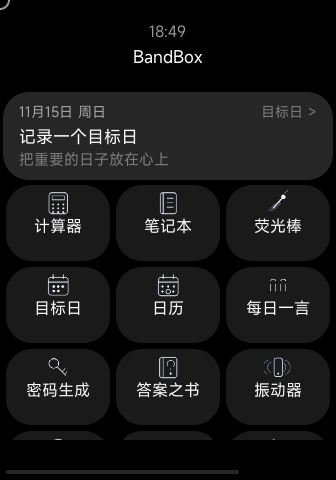 18:49
BandBox
11月15日 周日
目标日 >
记录一个目标日
把重要的日子放在心上
计算器
笔记本
荧光棒
目标日
日历
每日一言
密码生成
答案之书
振动器